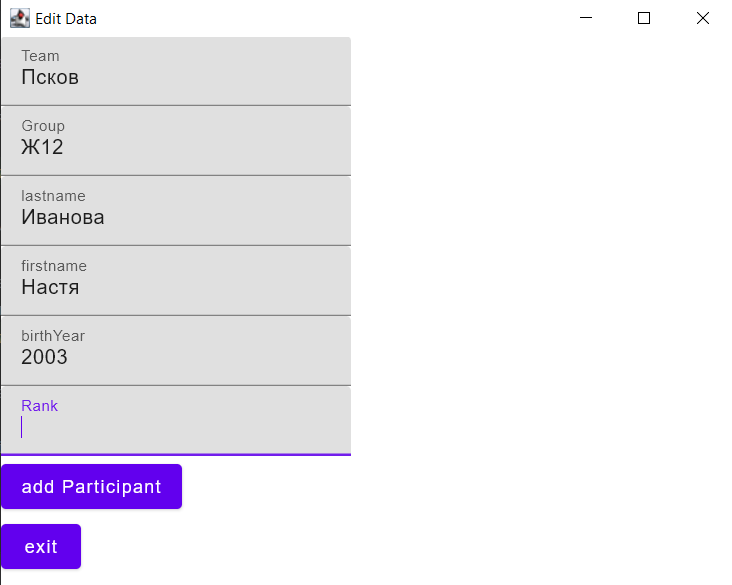 Edit Data
Team
Псков
Group
Ж12
lastname
Иванова
firstname
Настя
birthYear
2003
Rank
add Participant
exit